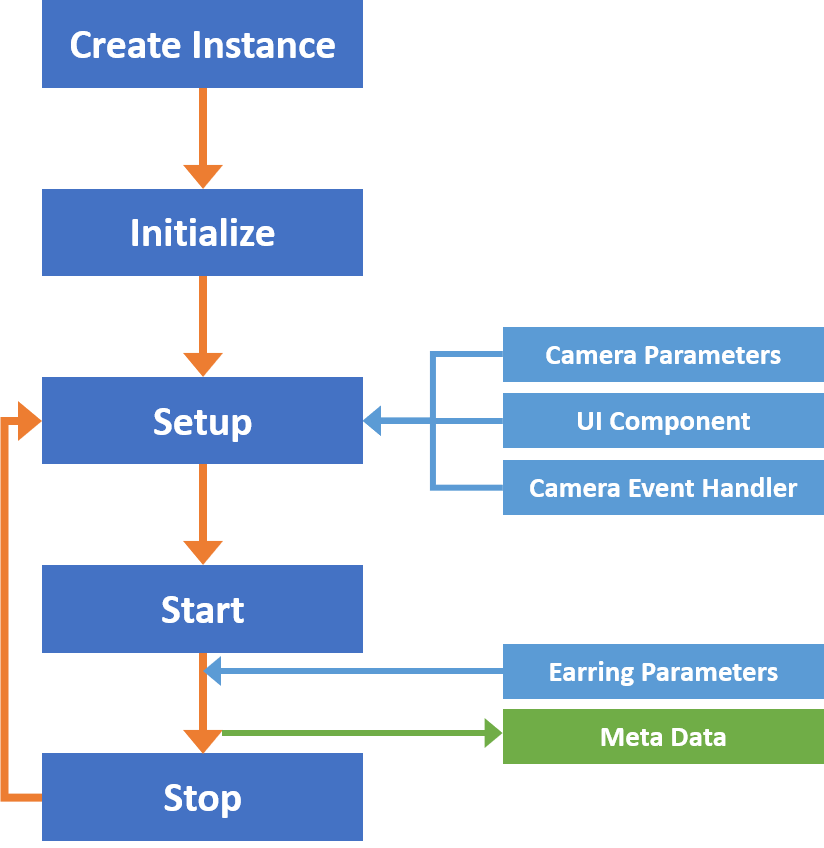 Create Instance
Initialize
Camera Parameters
Setup
UI Component
Camera Event Handler
Start
Earring Parameters
Meta Data
Stop